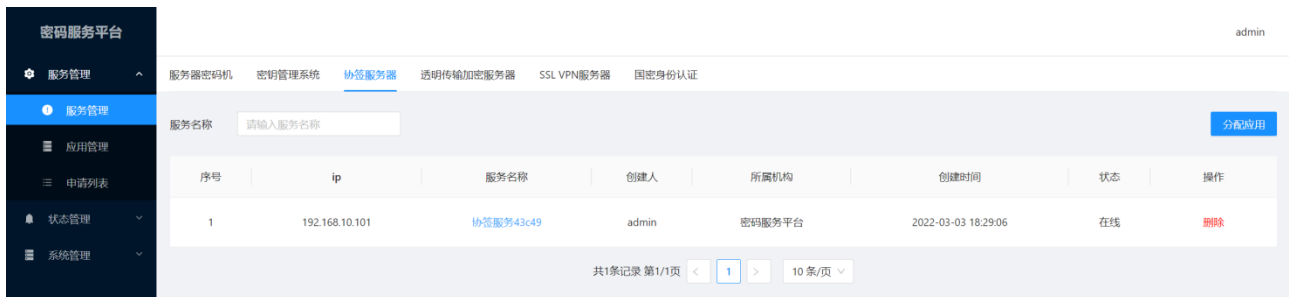 密码服务平台
admin
服务管理
服务器密码机 密钥管理系统 协签服务器 透明传输加密服务器 SSL VPN服务器 国密身份认证
服务管理
服务名称 请输入服务名称 分配应用
应用管理
申请列表
序号 ip 服务名称 创建人 所属机构 创建时间 状态 操作
状态管理
1 192.168.10.101 协签服务43c49 admin 密码服务平台 2022-03-03 18:29:06 在线 删除
系统管理
共1条记录 第1/1页 < 1 > 10 条/页